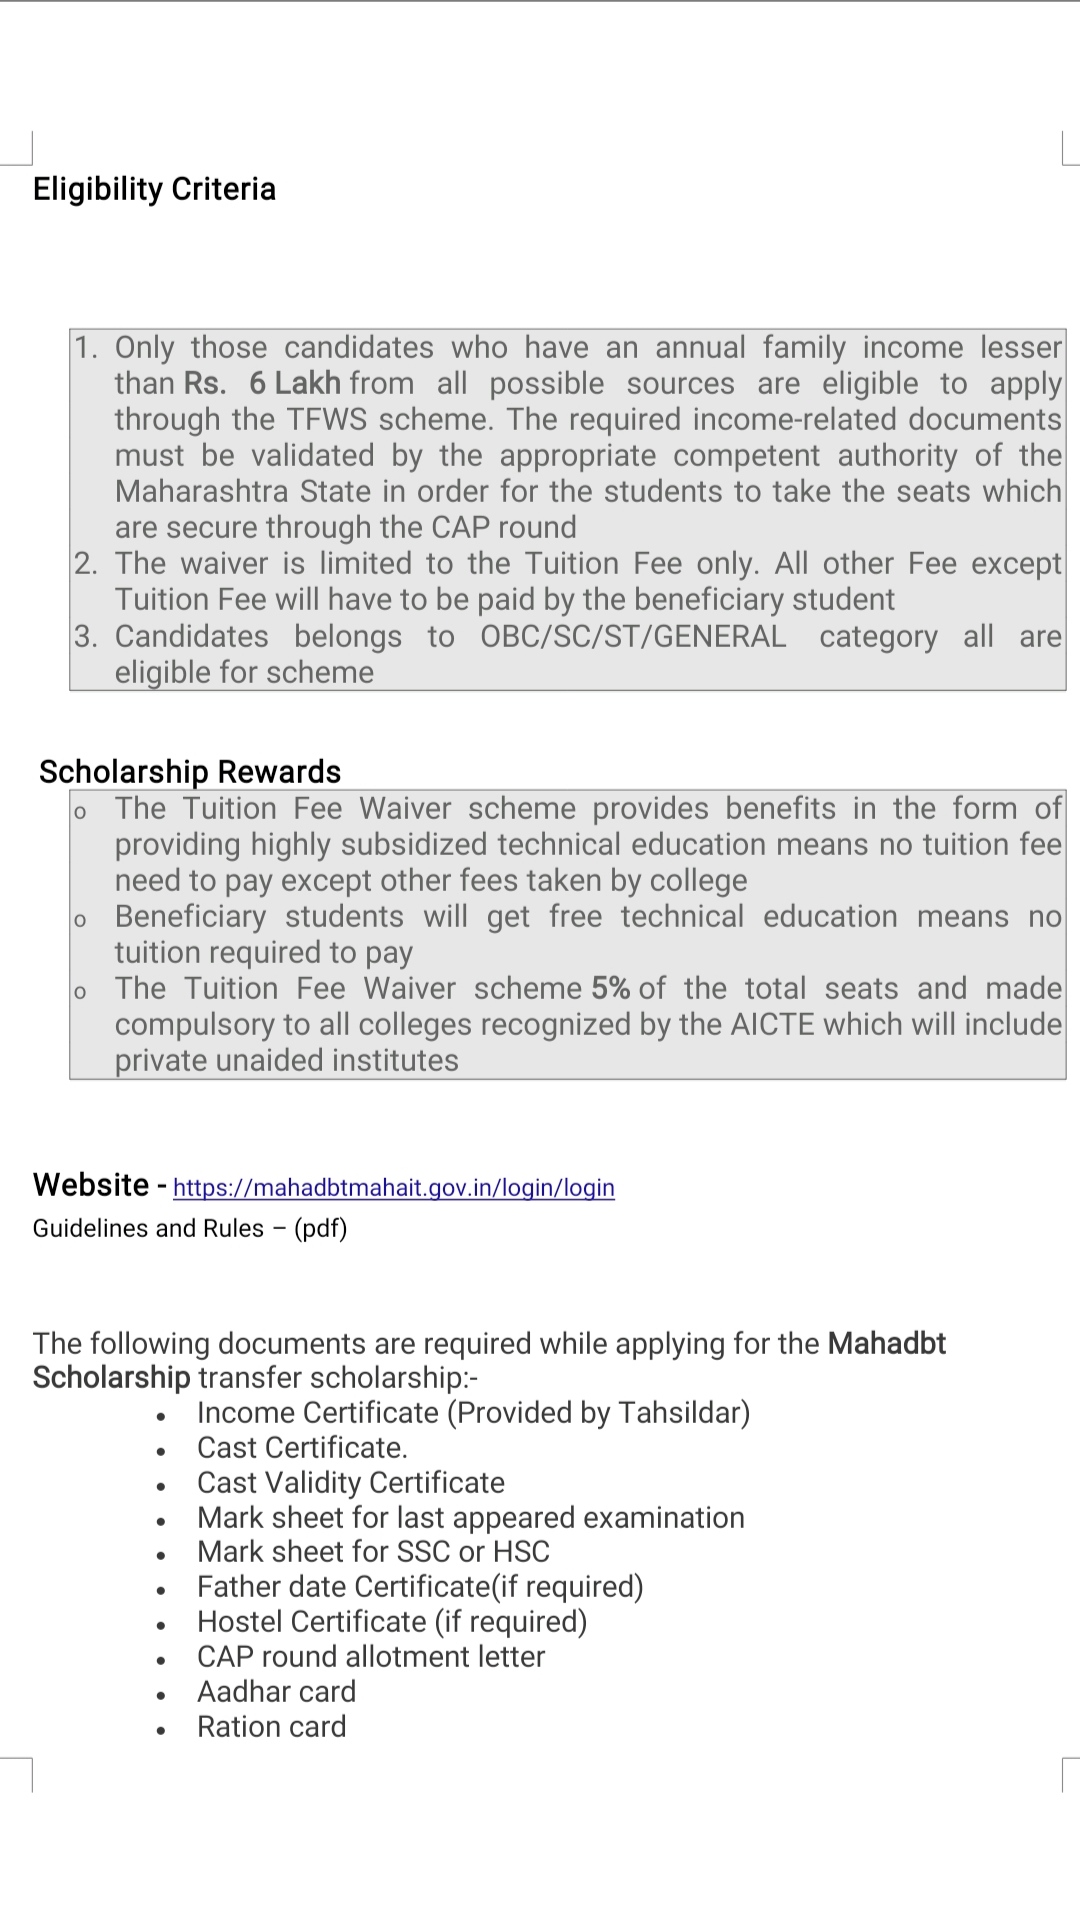 Eligibility Criteria
1. Only those candidates who have an annual family income lesser
than Rs. 6 Lakh from all possible sources are eligible to apply
through the TFWS scheme. The required income-related documents
must be validated by the appropriate competent authority of the
Maharashtra State in order for the students to take the seats which
are secure through the CAP round
2. The waiver is limited to the Tuition Fee only. All other Fee except
Tuition Fee will have to be paid by the beneficiary student
3. Candidates belongs to OBC/SC/ST/GENERAL category all are
eligible for scheme
Scholarship Rewards
o The Tuition Fee Waiver scheme provides benefits in the form of
providing highly subsidized technical education means no tuition fee
need to pay except other fees taken by college
o Beneficiary students will get free technical education means no
tuition required to pay
o The Tuition Fee Waiver scheme 5% of the total seats and made
compulsory to all colleges recognized by the AICTE which will include
private unaided institutes
Website - https://mahadbtmahait.gov.in/login/login
Guidelines and Rules – (pdf)
The following documents are required while applying for the Mahadbt
Scholarship transfer scholarship:-
• Income Certificate (Provided by Tahsildar)
• Cast Certificate.
• Cast Validity Certificate
• Mark sheet for last appeared examination
• Mark sheet for SSC or HSC
• Father date Certificate(if required)
• Hostel Certificate (if required)
• CAP round allotment letter
• Aadhar card
• Ration card